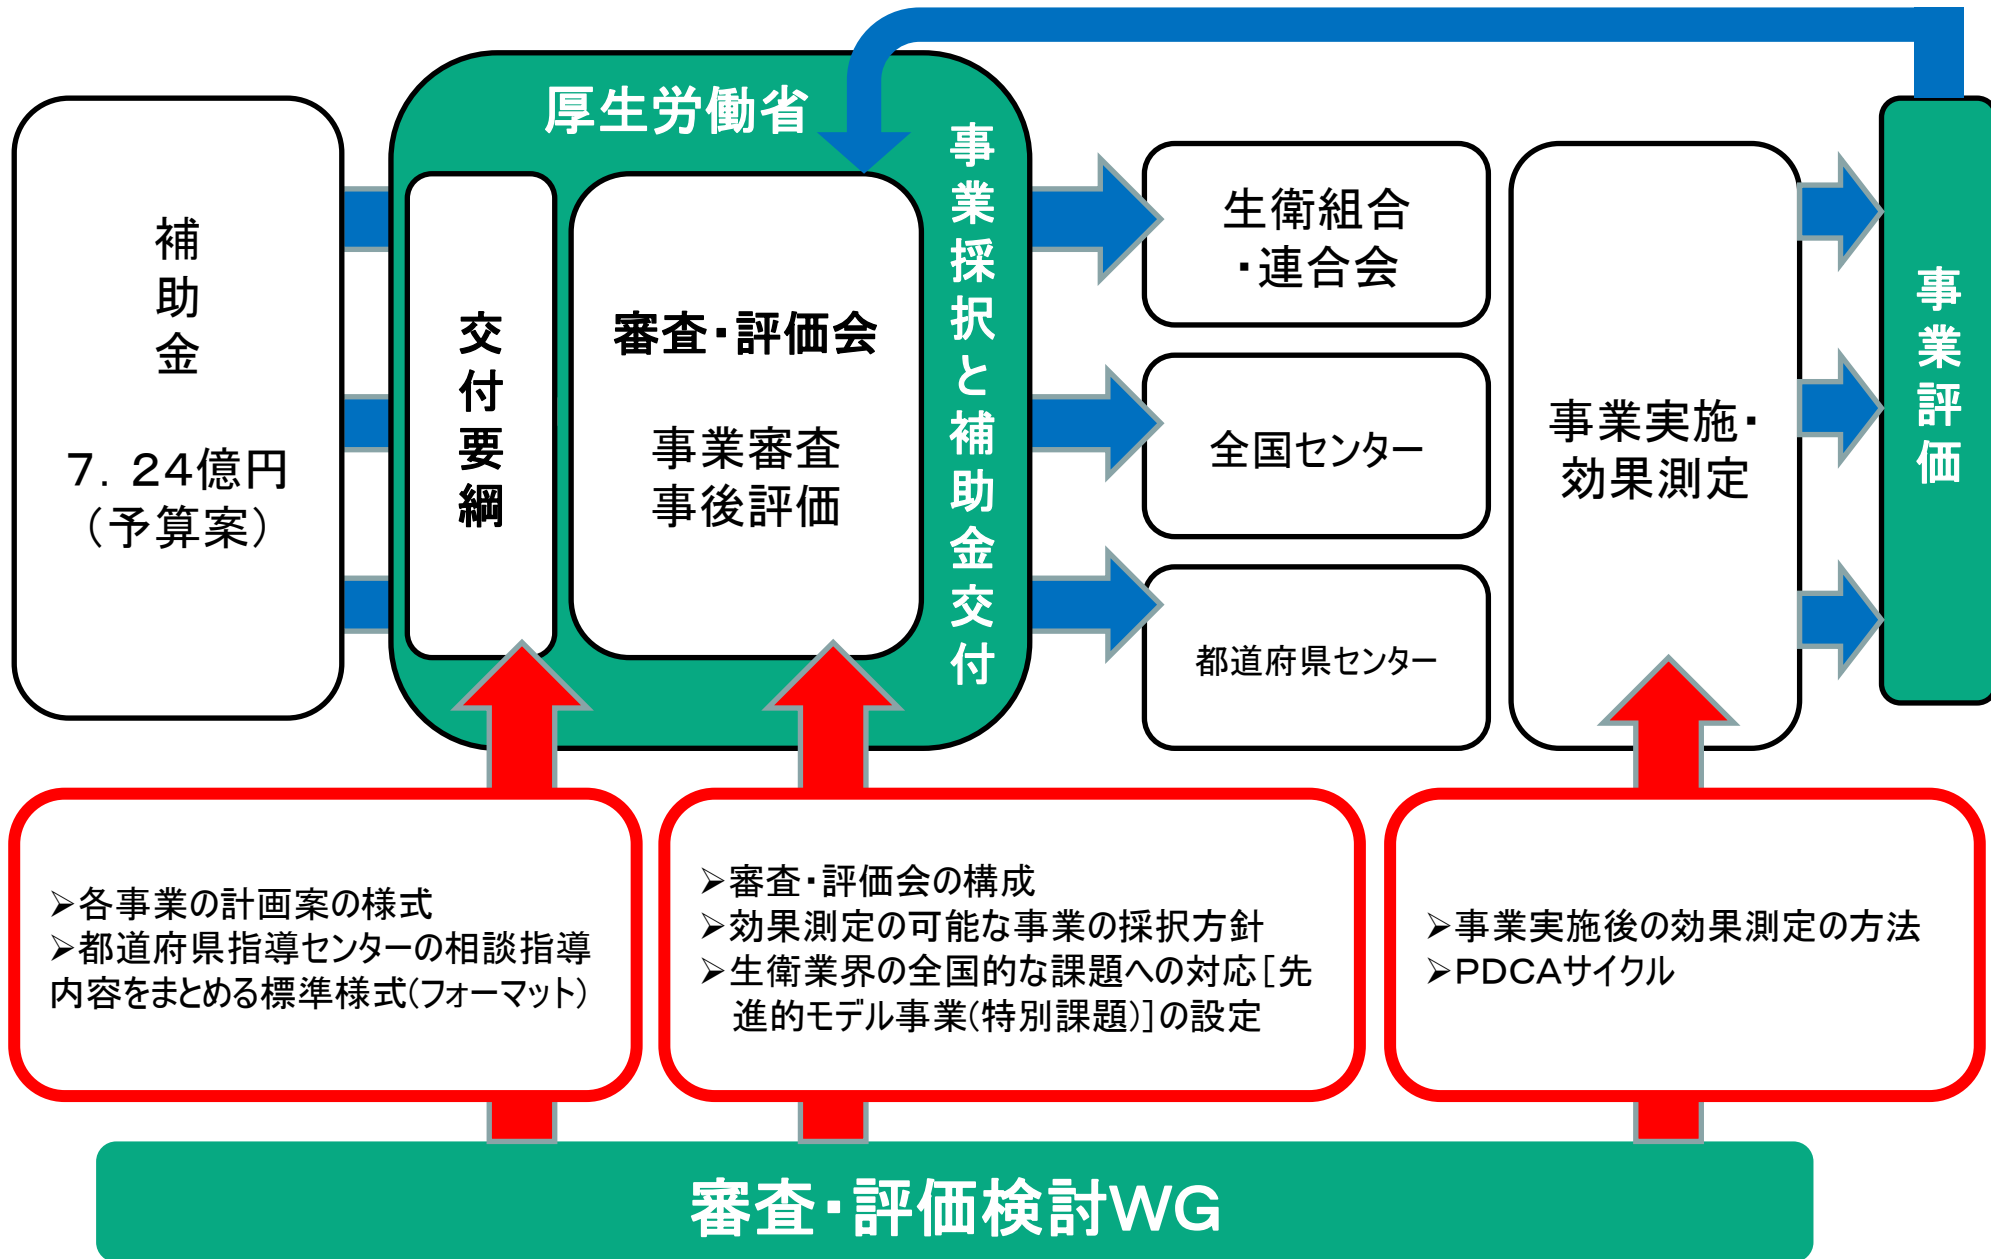 補助金
７．２４億円
（予算案）
厚生労働省
交付要綱
審査・評価会
事業審査
事後評価
事業採択と補助金交付
生衛組合
・連合会
全国センター
都道府県センター
事業実施・
効果測定
事業評価
➢各事業の計画案の様式
➢都道府県指導センターの相談指導
内容をまとめる標準様式(フォーマット)
➢審査・評価会の構成
➢効果測定の可能な事業の採択方針
➢生衛業界の全国的な課題への対応［先
進的モデル事業(特別課題)］の設定
➢事業実施後の効果測定の方法
➢ＰＤＣＡサイクル
審査・評価検討ＷＧ